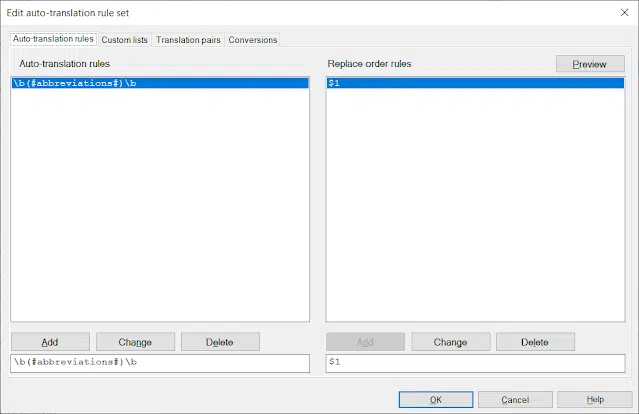 Edit auto-translation rule set
Auto-translation rules Custom lists Translation pairs Conversions
Auto-translation rules Replace order rules Preview
\b(#abbreviations#)\b $1
Add Change Delete Add Change Delete
\b(#abbreviations#)\b $1
OK Cancel Help